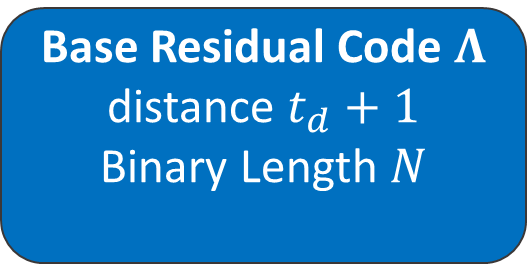 Base Residual Code Λ
distance $t_d + 1$
Binary Length $N$